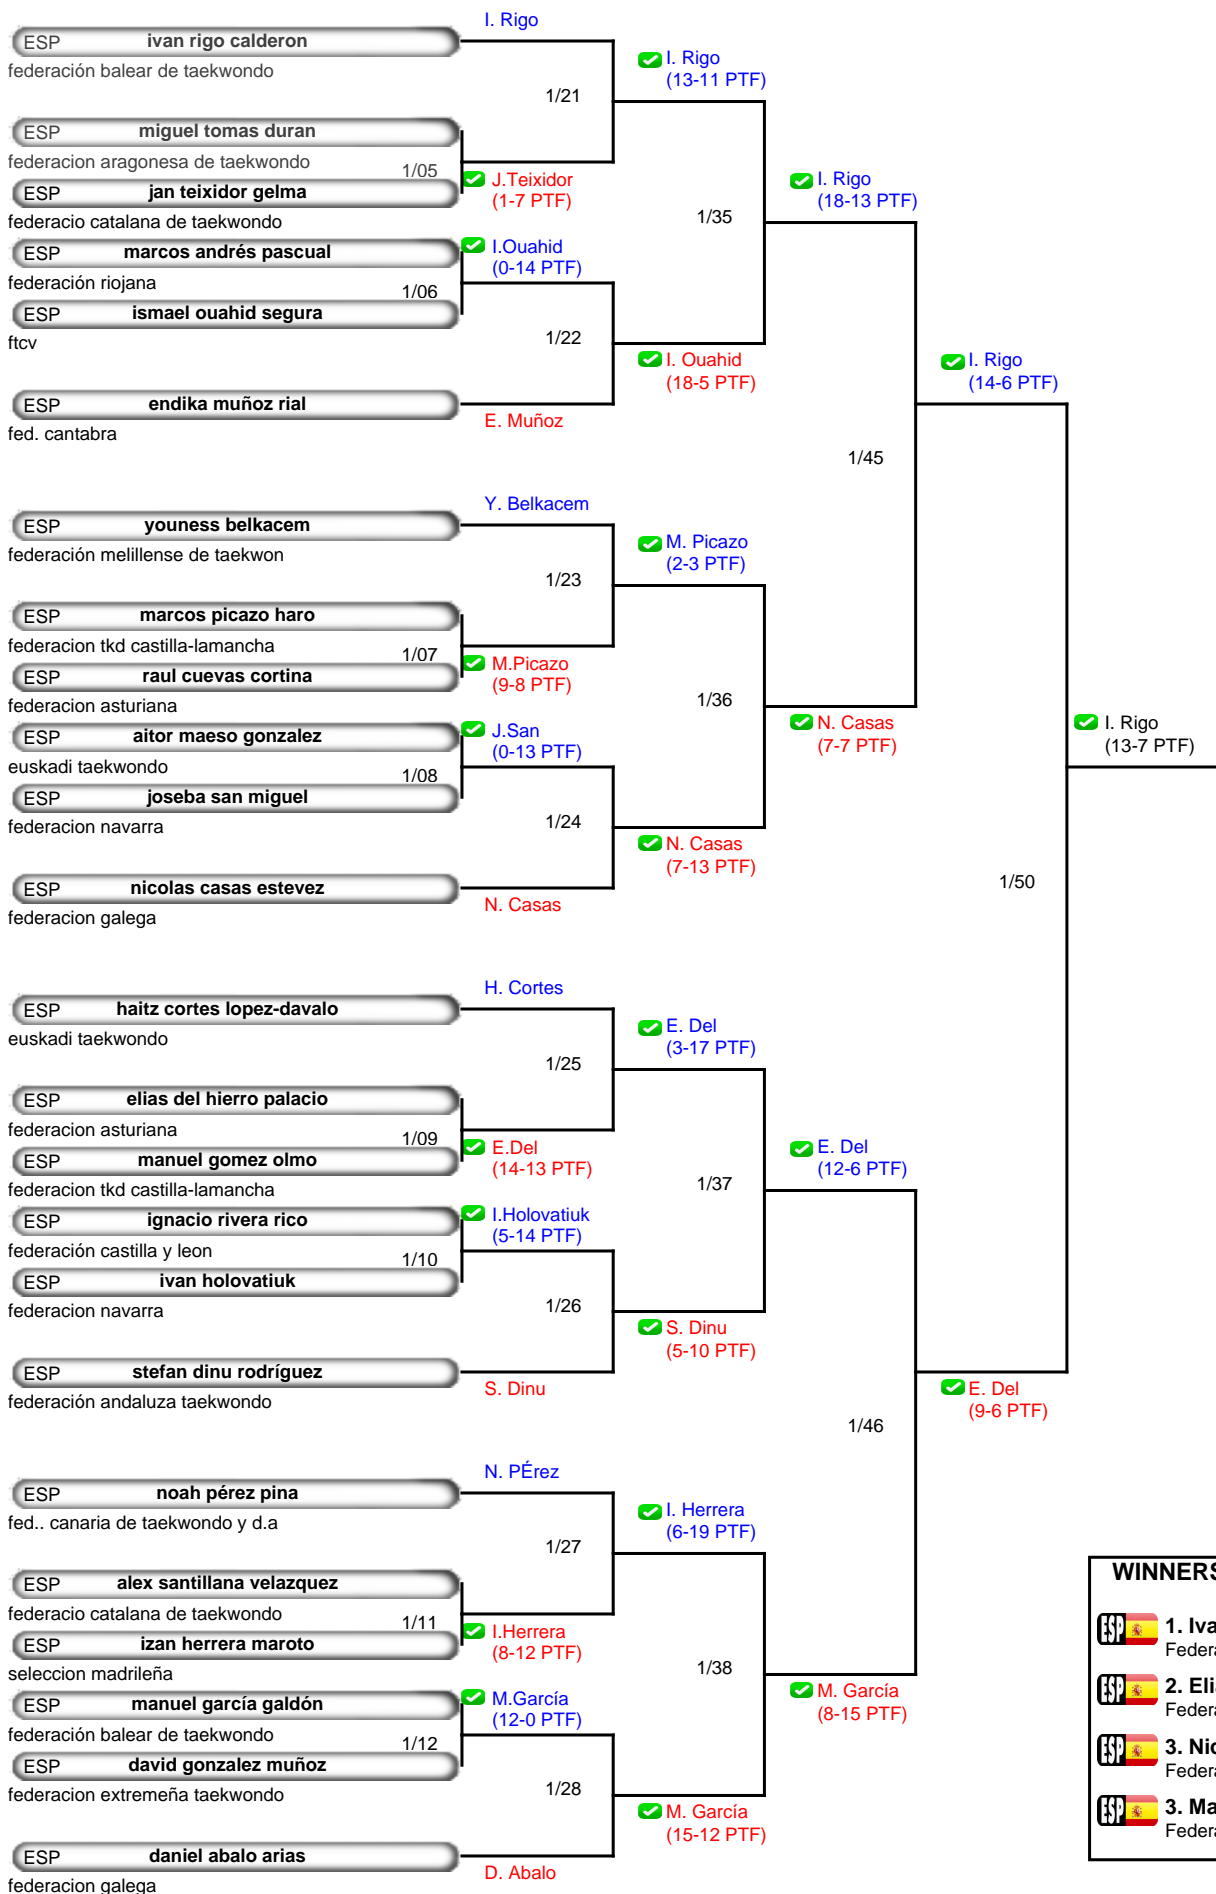 I. Rigo
ESP ivan rigo calderon
federación balear de taekwondo
I. Rigo
(13-11 PTF)
1/21
ESP miguel tomas duran
federacion aragonesa de taekwondo
1/05
J.Teixidor
(1-7 PTF)
ESP jan teixidor gelma
federacio catalana de taekwondo
I. Rigo
(18-13 PTF)
1/35
ESP marcos andrés pascual
federación riojana
1/06
I.Ouahid
(0-14 PTF)
ESP ismael ouahid segura
ftcv
1/22
I. Ouahid
(18-5 PTF)
I. Rigo
(14-6 PTF)
ESP endika muñoz rial
fed. cantabra
E. Muñoz
1/45
Y. Belkacem
ESP youness belkacem
federación melillense de taekwon
M. Picazo
(2-3 PTF)
1/23
ESP marcos picazo haro
federacion tkd castilla-lamancha
1/07
M.Picazo
(9-8 PTF)
ESP raul cuevas cortina
federacion asturiana
1/36
N. Casas
(7-7 PTF)
I. Rigo
(13-7 PTF)
ESP aitor maeso gonzalez
euskadi taekwondo
1/08
J.San
(0-13 PTF)
ESP joseba san miguel
federacion navarra
1/24
N. Casas
(7-13 PTF)
ESP nicolas casas estevez
federacion galega
N. Casas
1/50
H. Cortes
ESP haitz cortes lopez-davalo
euskadi taekwondo
E. Del
(3-17 PTF)
1/25
ESP elias del hierro palacio
federacion asturiana
1/09
E.Del
(14-13 PTF)
ESP manuel gomez olmo
federacion tkd castilla-lamancha
E. Del
(12-6 PTF)
1/37
ESP ignacio rivera rico
federación castilla y leon
1/10
I.Holovatiuk
(5-14 PTF)
ESP ivan holovatiuk
federacion navarra
1/26
S. Dinu
(5-10 PTF)
ESP stefan dinu rodríguez
federación andaluza taekwondo
S. Dinu
E. Del
(9-6 PTF)
1/46
N. PÉrez
ESP noah pérez pina
fed.. canaria de taekwondo y d.a
I. Herrera
(6-19 PTF)
1/27
ESP alex santillana velazquez
federacio catalana de taekwondo
1/11
I.Herrera
(8-12 PTF)
ESP izan herrera maroto
seleccion madrileña
1/38
M. García
(8-15 PTF)
ESP manuel garcía galdón
federación balear de taekwondo
1/12
M.García
(12-0 PTF)
ESP david gonzalez muñoz
federacion extremeña taekwondo
1/28
M. García
(15-12 PTF)
ESP daniel abalo arias
federacion galega
D. Abalo
WINNERS
ESP 1. Iva
Federa
ESP 2. Elia
Federa
ESP 3. Nic
Federa
ESP 3. Ma
Federa